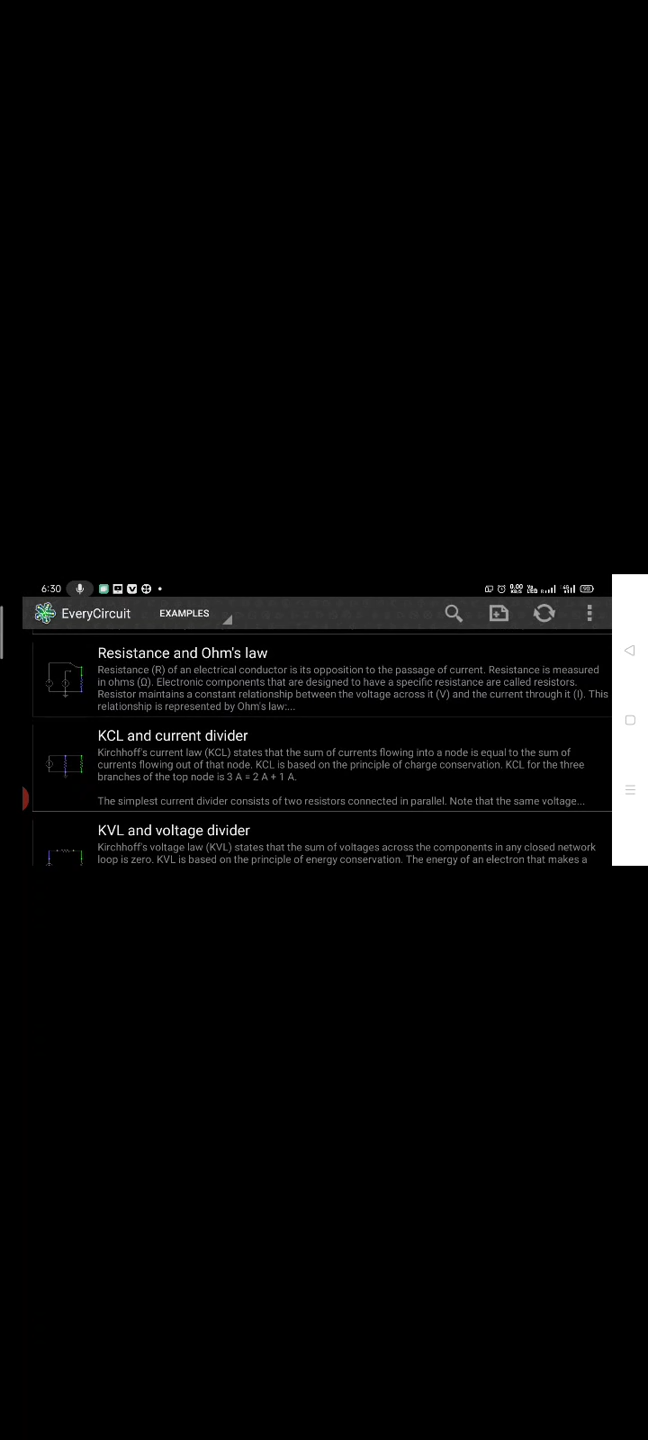 6:30
EveryCircuit EXAMPLES
Resistance and Ohm's law
Resistance (R) of an electrical conductor is its opposition to the passage of current. Resistance is measured
in ohms (Ω). Electronic components that are designed to have a specific resistance are called resistors.
Resistor maintains a constant relationship between the voltage across it (V) and the current through it (I). This
relationship is represented by Ohm's law:...
KCL and current divider
Kirchhoff's current law (KCL) states that the sum of currents flowing into a node is equal to the sum of
currents flowing out of that node. KCL is based on the principle of charge conservation. KCL for the three
branches of the top node is 3 A = 2 A + 1 A.
The simplest current divider consists of two resistors connected in parallel. Note that the same voltage...
KVL and voltage divider
Kirchhoff's voltage law (KVL) states that the sum of voltages across the components in any closed network
loop is zero. KVL is based on the principle of energy conservation. The energy of an electron that makes a